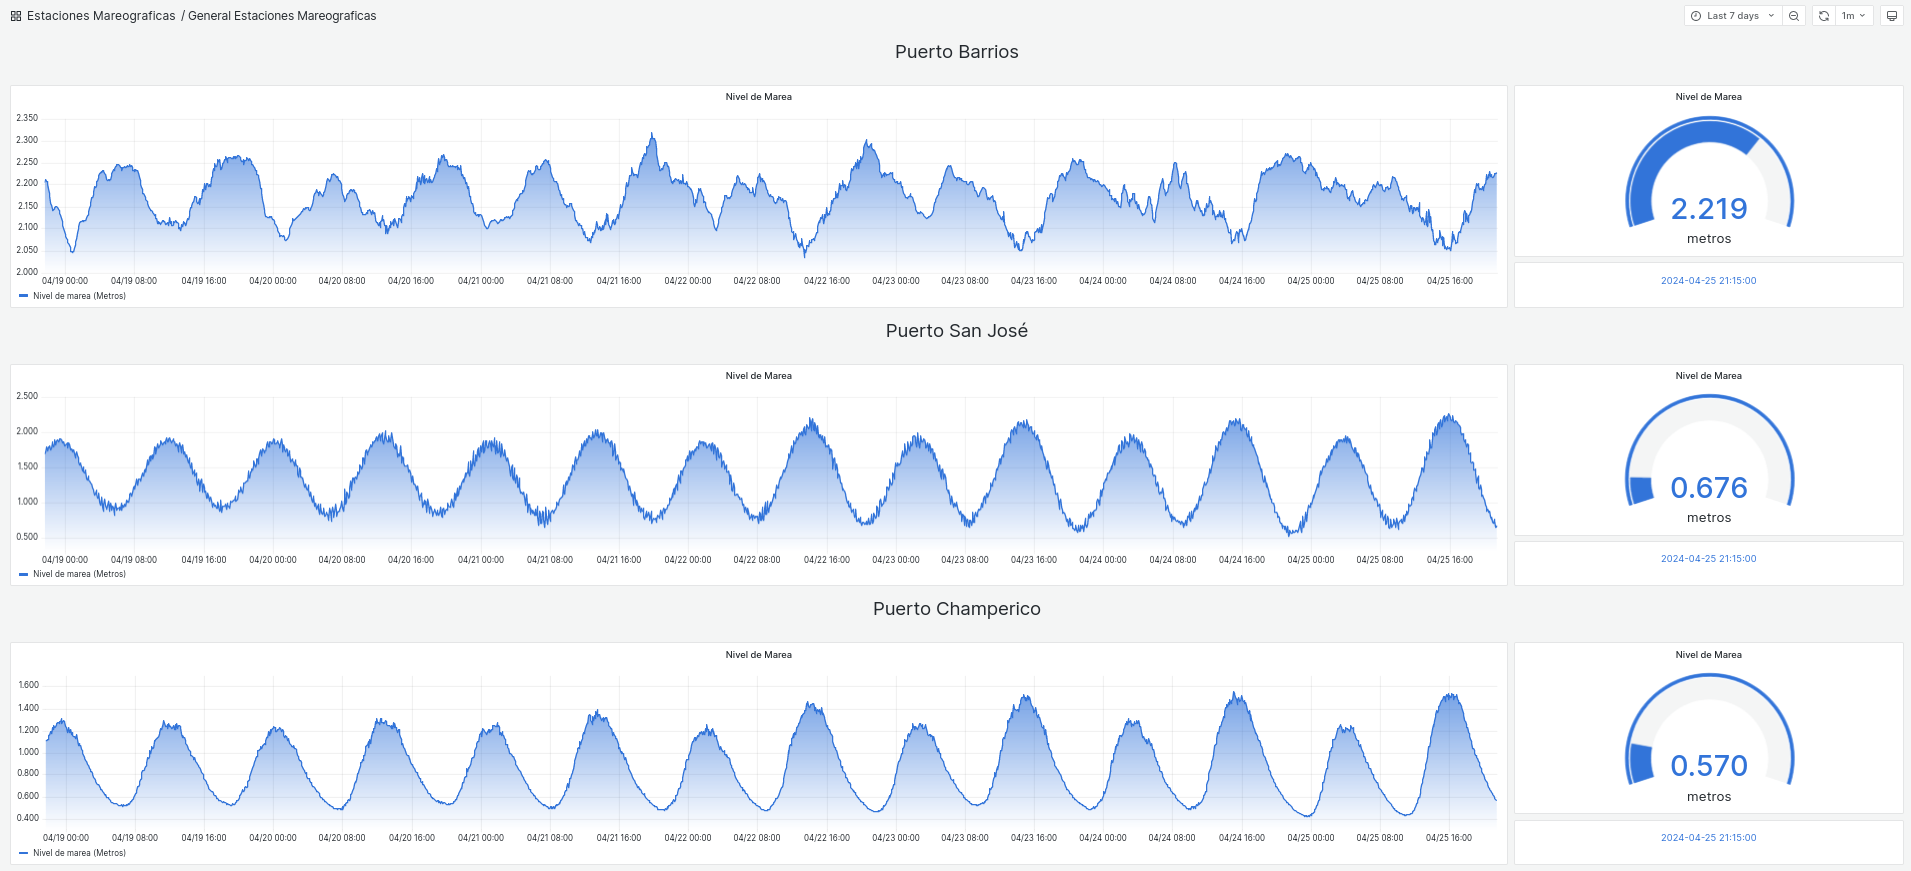 Estaciones Mareograficas / General Estaciones Mareograficas
Last 7 days
1m
Puerto Barrios
Nivel de Marea
2.350
2.300
2.250
2.200
2.150
2.100
2.050
2.000
04/19 00:00 04/19 08:00 04/19 16:00 04/20 00:00 04/20 08:00 04/20 16:00 04/21 00:00 04/21 08:00 04/21 16:00 04/22 00:00 04/22 08:00 04/22 16:00 04/23 00:00 04/23 08:00 04/23 16:00 04/24 00:00 04/24 08:00 04/24 16:00 04/25 00:00 04/25 08:00 04/25 16:00
Nivel de marea (Metros)
Nivel de Marea
2.219
metros
2024-04-25 21:15:00
Puerto San José
Nivel de Marea
2.500
2.000
1.500
1.000
0.500
04/19 00:00 04/19 08:00 04/19 16:00 04/20 00:00 04/20 08:00 04/20 16:00 04/21 00:00 04/21 08:00 04/21 16:00 04/22 00:00 04/22 08:00 04/22 16:00 04/23 00:00 04/23 08:00 04/23 16:00 04/24 00:00 04/24 08:00 04/24 16:00 04/25 00:00 04/25 08:00 04/25 16:00
Nivel de marea (Metros)
Nivel de Marea
0.676
metros
2024-04-25 21:15:00
Puerto Champerico
Nivel de Marea
1.600
1.400
1.200
1.000
0.800
0.600
0.400
04/19 00:00 04/19 08:00 04/19 16:00 04/20 00:00 04/20 08:00 04/20 16:00 04/21 00:00 04/21 08:00 04/21 16:00 04/22 00:00 04/22 08:00 04/22 16:00 04/23 00:00 04/23 08:00 04/23 16:00 04/24 00:00 04/24 08:00 04/24 16:00 04/25 00:00 04/25 08:00 04/25 16:00
Nivel de marea (Metros)
Nivel de Marea
0.570
metros
2024-04-25 21:15:00